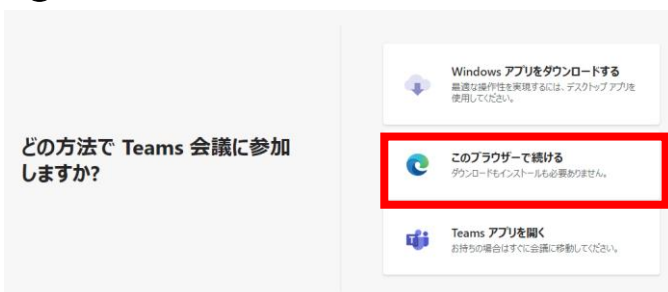 どの方法で Teams 会議に参加
しますか?
Windows アプリをダウンロードする
最適な操作性を実現するには、デスクトップ アプリを
使用してください。
このブラウザーで続ける
ダウンロードもインストールも必要ありません。
Teams アプリを開く
お持ちの場合はすぐに会議に移動してください。